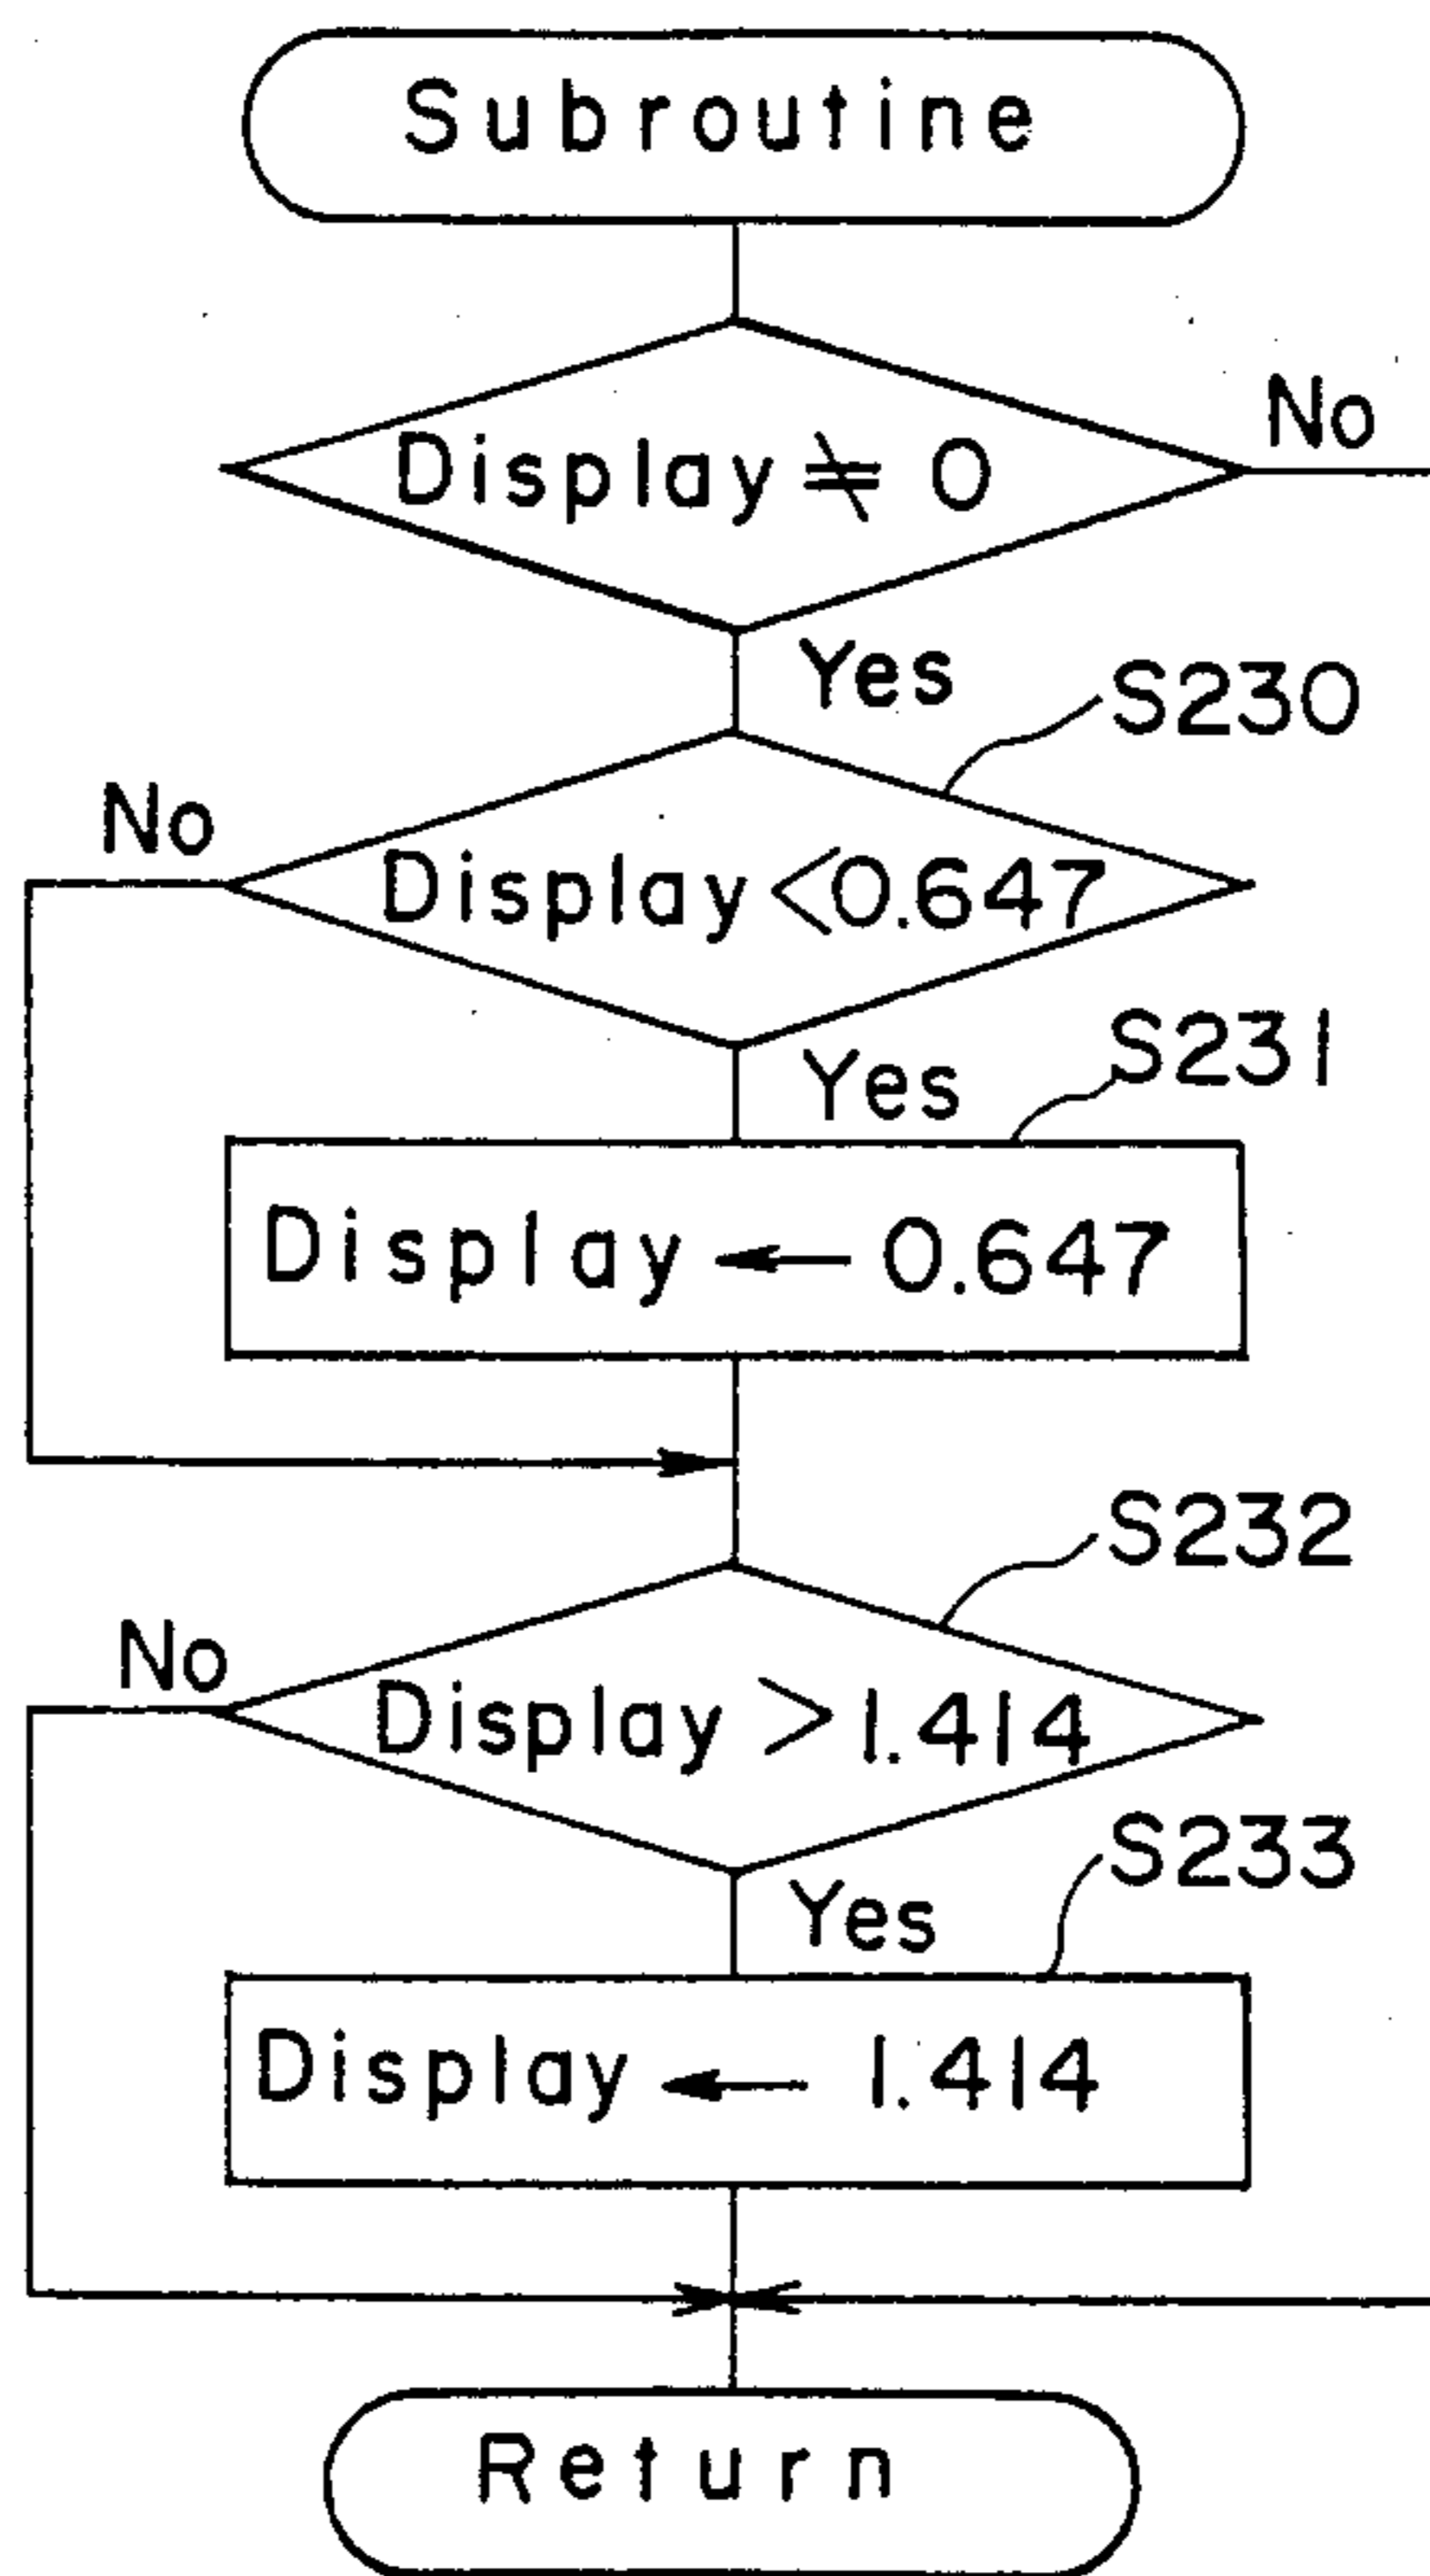 Subroutine
Display ≠ 0
No
Yes
S230
No
Display <0.647
Yes
S231
Display ← 0.647
S232
No
Display > 1.414
Yes
S233
Display ← 1.414
Return